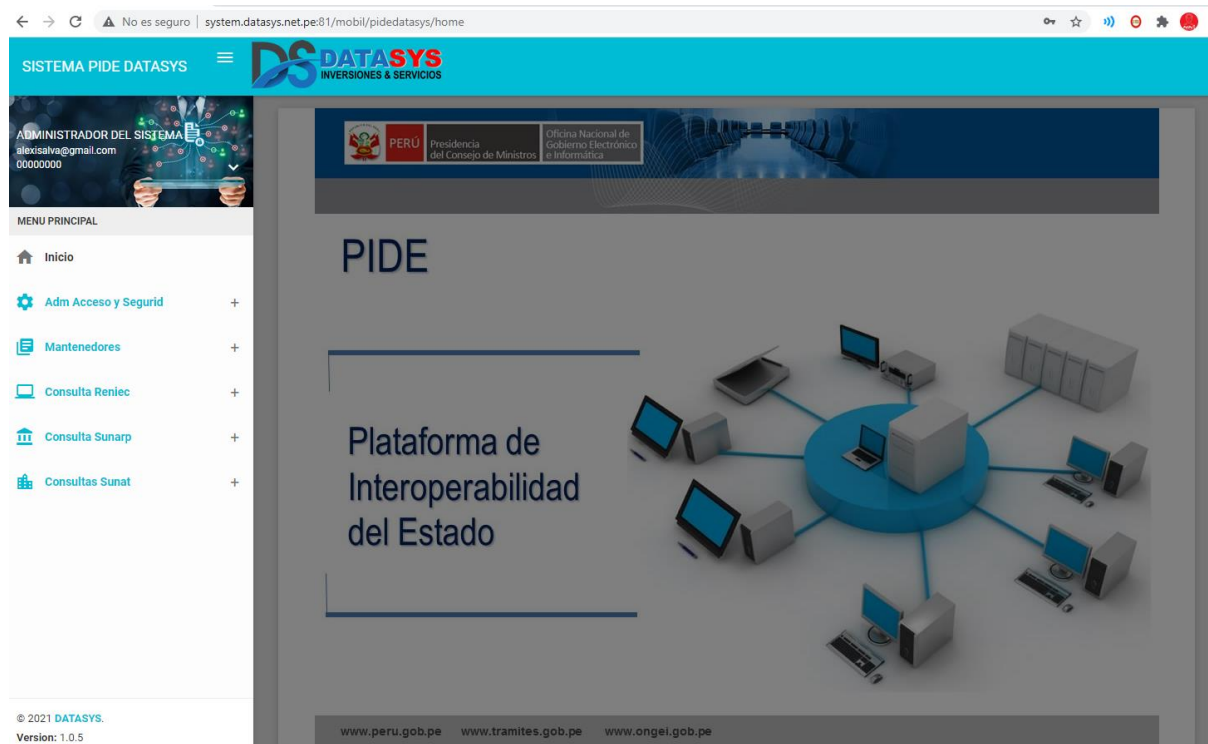 No es seguro | system.datasys.net.pe:81/mobil/pidedatasys/home
SISTEMA PIDE DATASYS
DS DATASYS
INVERSIONES & SERVICIOS
ADMINISTRADOR DEL SISTEMA
alexisalva@gmail.com
00000000
MENU PRINCIPAL
Inicio
Adm Acceso y Segurid +
Mantenedores +
Consulta Reniec +
Consulta Sunarp +
Consultas Sunat +
© 2021 DATASYS.
Version: 1.0.5
PERÚ
Presidencia
del Consejo de Ministros
Oficina Nacional de
Gobierno Electrónico
e Informática
PIDE
Plataforma de
Interoperabilidad
del Estado
www.peru.gob.pe www.tramites.gob.pe www.ongei.gob.pe